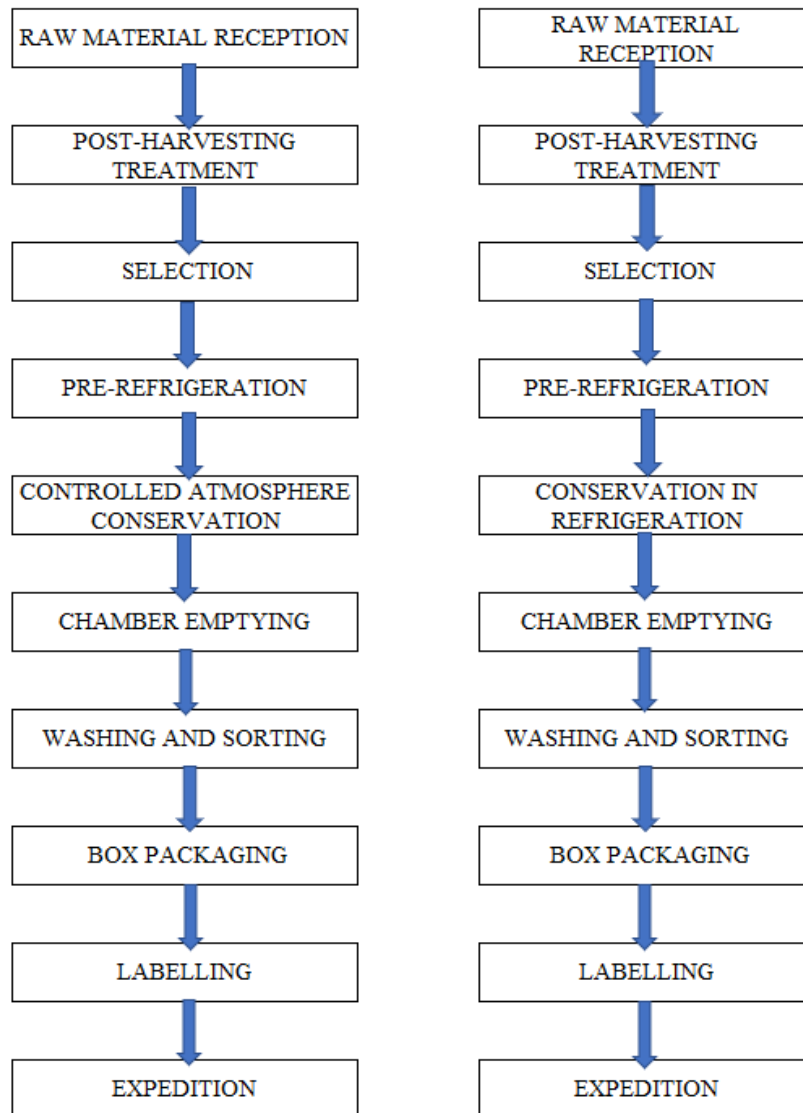 RAW MATERIAL RECEPTION
POST-HARVESTING
TREATMENT
SELECTION
PRE-REFRIGERATION
CONTROLLED ATMOSPHERE
CONSERVATION
CHAMBER EMPTYING
WASHING AND SORTING
BOX PACKAGING
LABELLING
EXPEDITION
RAW MATERIAL
RECEPTION
POST-HARVESTING
TREATMENT
SELECTION
PRE-REFRIGERATION
CONSERVATION IN
REFRIGERATION
CHAMBER EMPTYING
WASHING AND SORTING
BOX PACKAGING
LABELLING
EXPEDITION